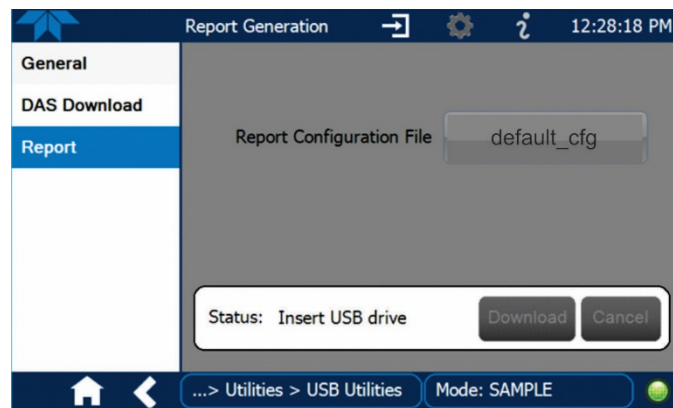 Report Generation
12:28:18 PM
General
DAS Download
Report
Report Configuration File
default_cfg
Status: Insert USB drive
Download
Cancel
...> Utilities > USB Utilities
Mode: SAMPLE